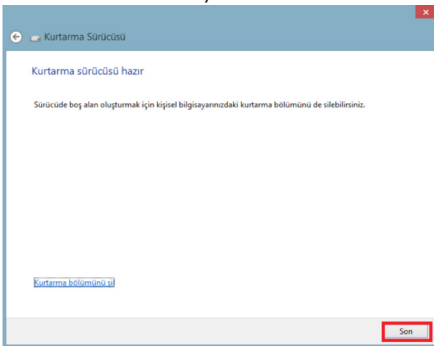 Kurtarma Sürücüsü
Kurtarma sürücüsü hazır
Sürücüde boş alan oluşturmak için kişisel bilgisayarınızdaki kurtarma bölümünü de silebilirsiniz.
Kurtarma bölümünü sil
Son